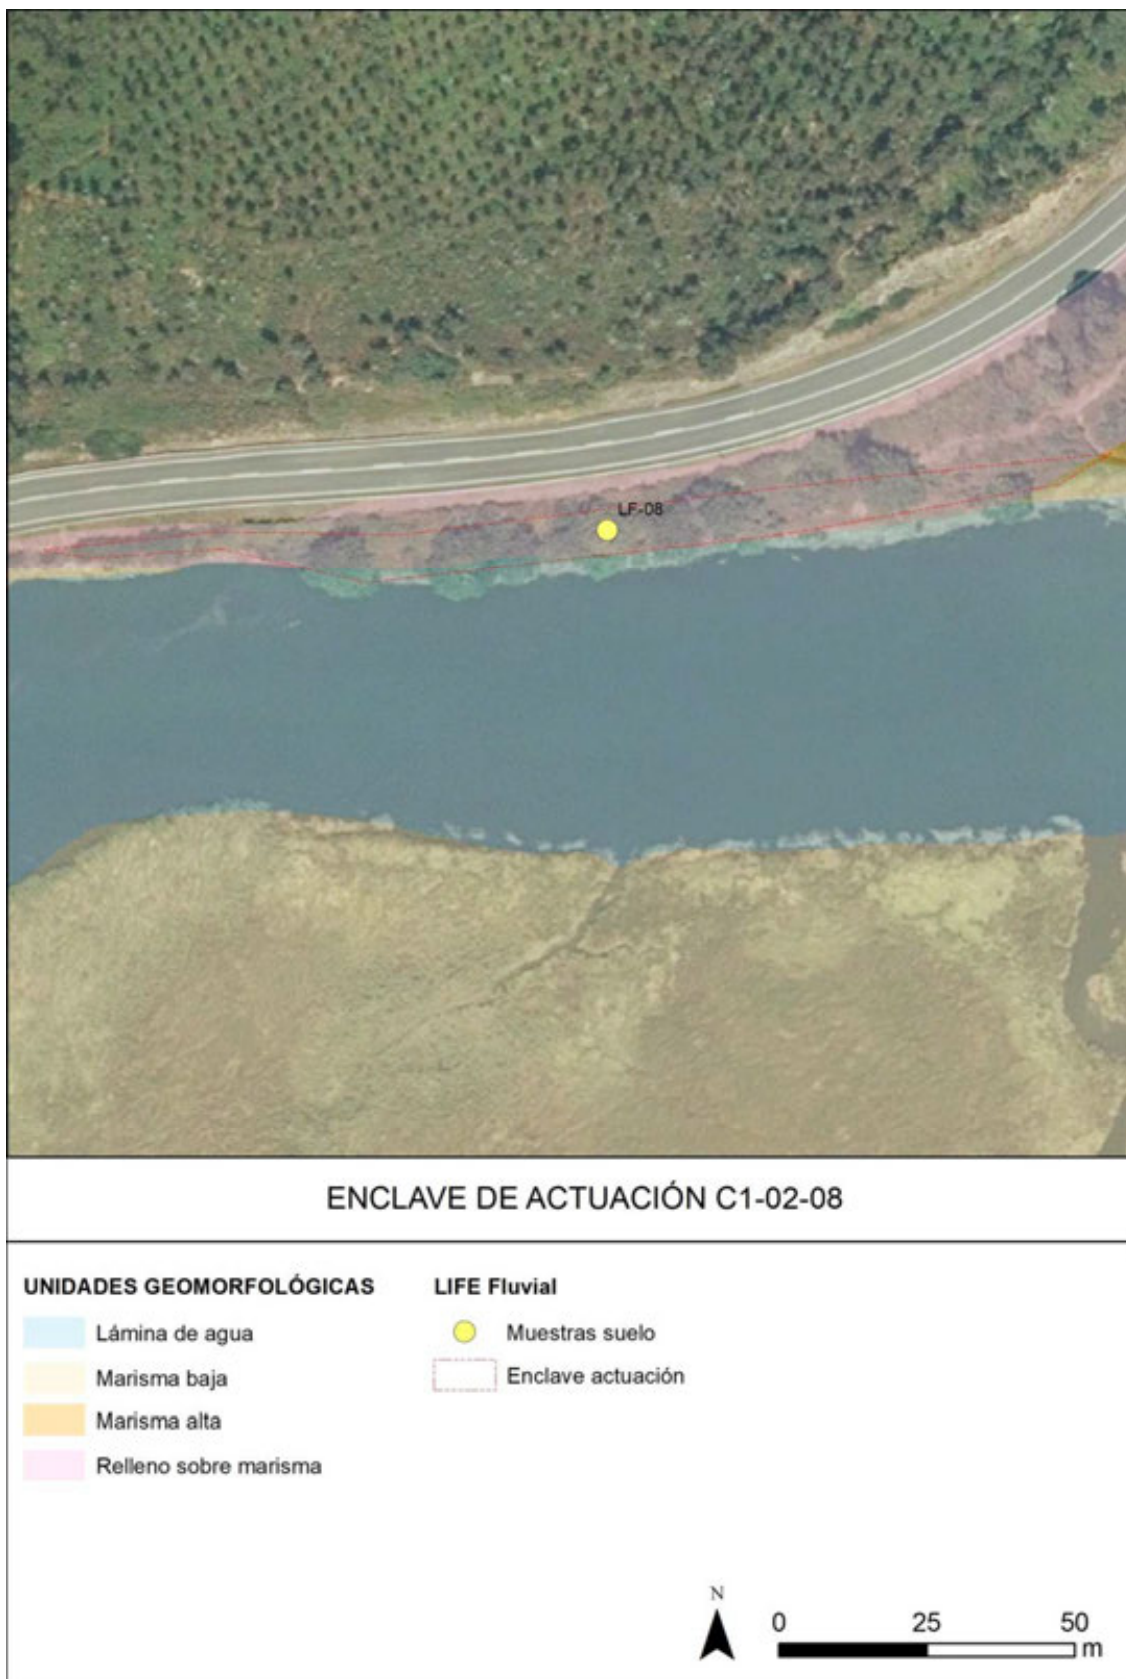 LF-08
ENCLAVE DE ACTUACIÓN C1-02-08
UNIDADES GEOMORFOLÓGICAS
Lámina de agua
Marisma baja
Marisma alta
Relleno sobre marisma
LIFE Fluvial
Muestras suelo
Enclave actuación
N
0 25 50
m